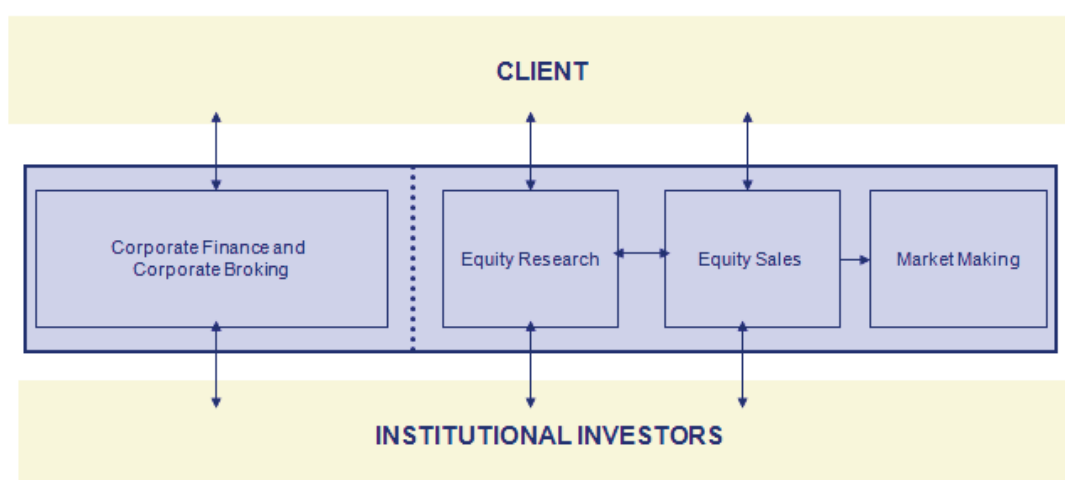 CLIENT
Corporate Finance and
Corporate Broking
Equity Research
Equity Sales
Market Making
INSTITUTIONAL INVESTORS